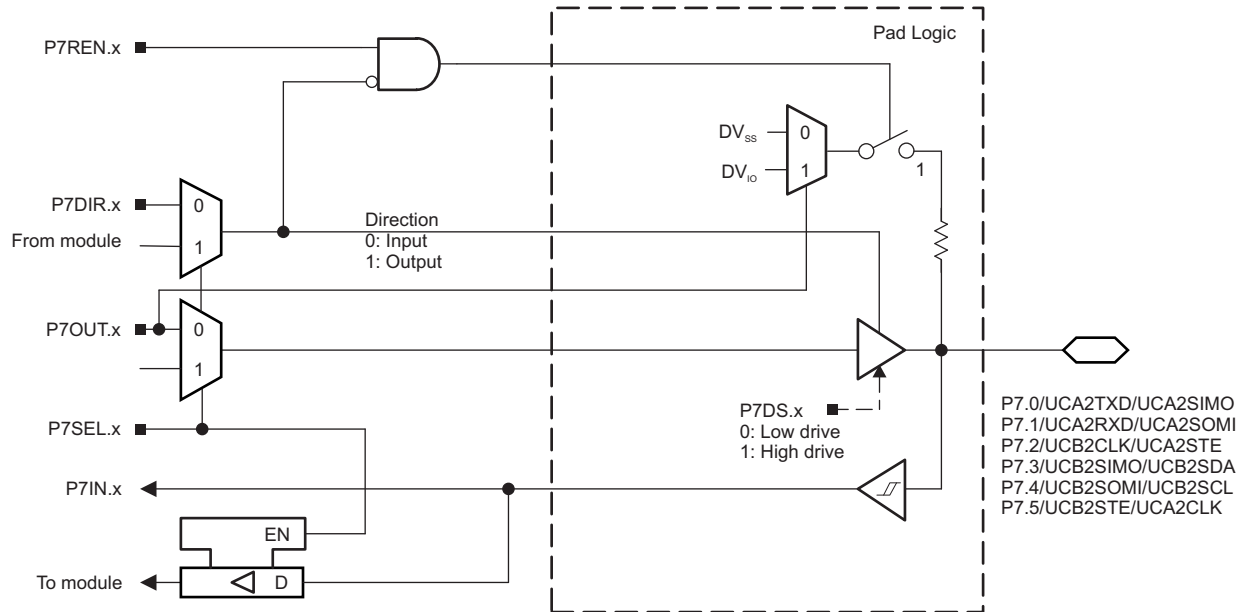 P7REN.x
Pad Logic
DVSS
0
DVIO
1
1
P7DIR.x
0
From module
1
Direction
0: Input
1: Output
P7OUT.x
0
1
P7DS.x
0: Low drive
1: High drive
P7SEL.x
P7.0/UCA2TXD/UCA2SIMO
P7.1/UCA2RXD/UCA2SOMI
P7.2/UCB2CLK/UCA2STE
P7.3/UCB2SIMO/UCB2SDA
P7.4/UCB2SOMI/UCB2SCL
P7.5/UCB2STE/UCA2CLK
P7IN.x
EN
To module
D